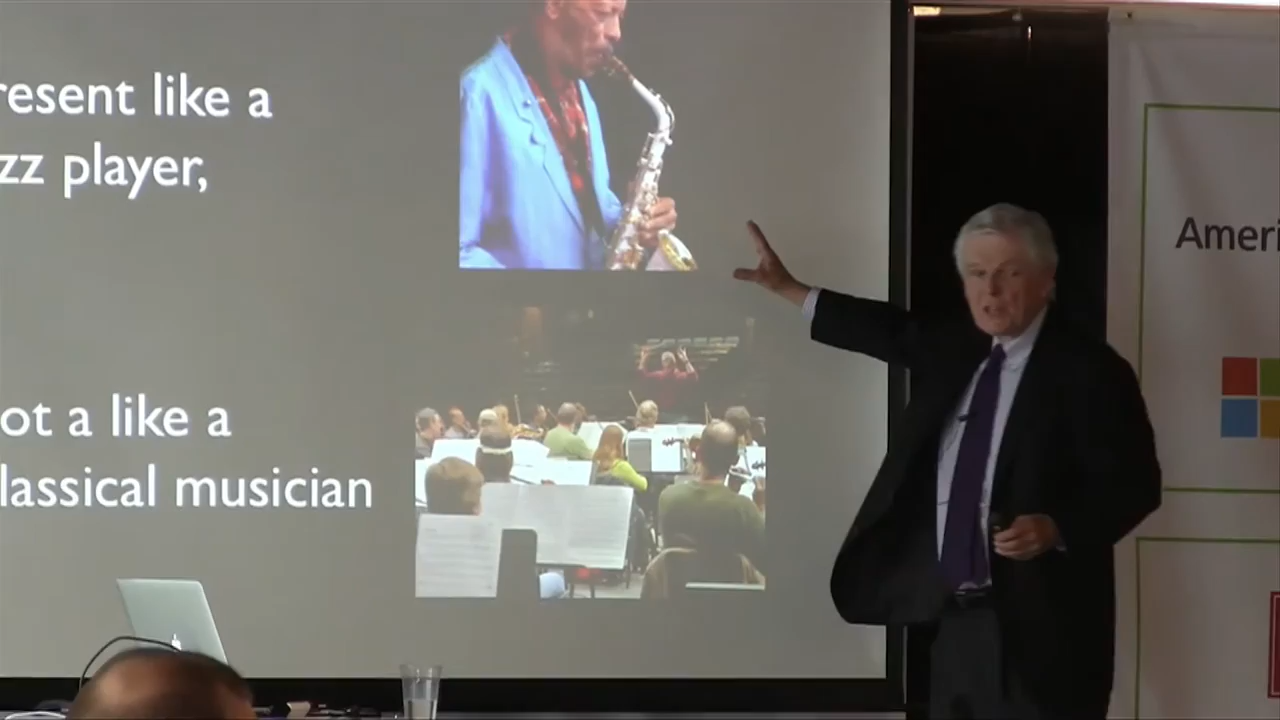 resent like a
zz player,
ot a like a
lassical musician
Ameri